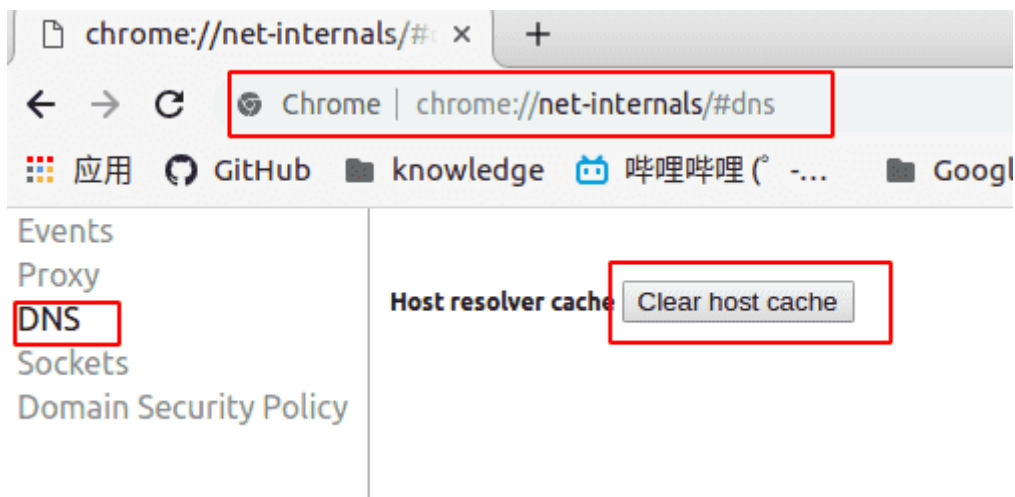 chrome://net-internals/#
Chrome | chrome://net-internals/#dns
应用 GitHub knowledge 哔哩哔哩 (゜-... Googl
Events
Proxy
DNS
Sockets
Domain Security Policy
Host resolver cache Clear host cache